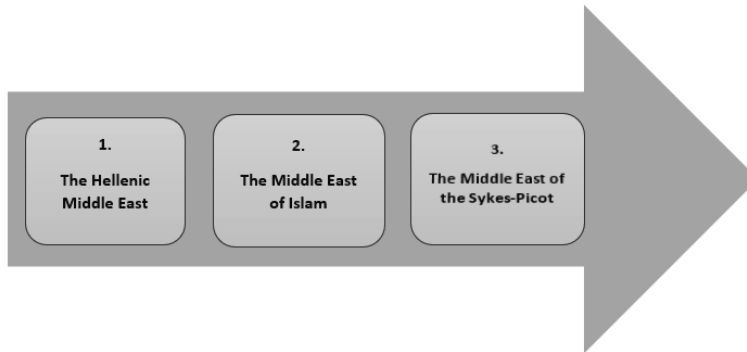 1.
The Hellenic
Middle East
2.
The Middle East
of Islam
3.
The Middle East of
the Sykes-Picot